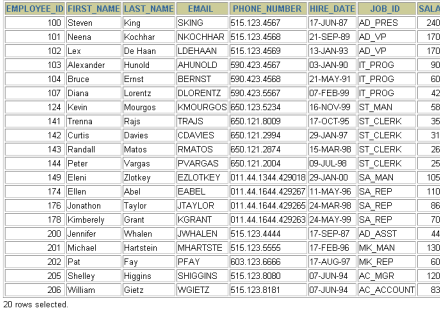 EMPLOYEE_ID FIRST_NAME LAST_NAME EMAIL PHONE_NUMBER HIRE_DATE JOB_ID SALA
100 Steven King SKING 515.123.4567 17-JUN-87 AD_PRES 240
101 Neena Kochhar NKOCHHAR 515.123.4568 21-SEP-89 AD_VP 170
102 Lex De Haan LDEHAAN 515.123.4569 13-JAN-93 AD_VP 170
103 Alexander Hunold AHUNOLD 590.423.4567 03-JAN-90 IT_PROG 90
104 Bruce Ernst BERNST 590.423.4568 21-MAY-91 IT_PROG 60
107 Diana Lorentz DLORENTZ 590.423.5567 07-FEB-99 IT_PROG 42
124 Kevin Mourgos KMOURGOS 650.123.5234 16-NOV-99 ST_MAN 58
141 Trenna Rajs TRAJS 650.121.8009 17-OCT-95 ST_CLERK 35
142 Curtis Davies CDAVIES 650.121.2994 29-JAN-97 ST_CLERK 31
143 Randall Matos RMATOS 650.121.2874 15-MAR-98 ST_CLERK 26
144 Peter Vargas PVARGAS 650.121.2004 09-JUL-98 ST_CLERK 25
149 Eleni Zlotkey EZLOTKEY 011.44.1344.429018 29-JAN-00 SA_MAN 105
174 Ellen Abel EABEL 011.44.1644.429267 11-MAY-96 SA_REP 110
176 Jonathon Taylor JTAYLOR 011.44.1644.429265 24-MAR-98 SA_REP 86
178 Kimberely Grant KGRANT 011.44.1644.429263 24-MAY-99 SA_REP 70
200 Jennifer Whalen JWHALEN 515.123.4444 17-SEP-87 AD_ASST 44
201 Michael Hartstein MHARTSTE 515.123.5555 17-FEB-96 MK_MAN 130
202 Pat Fay PFAY 603.123.6666 17-AUG-97 MK_REP 60
205 Shelley Higgins SHIGGINS 515.123.8080 07-JUN-94 AC_MGR 120
206 William Gietz WGIETZ 515.123.8181 07-JUN-94 AC_ACCOUNT 83
20 rows selected.